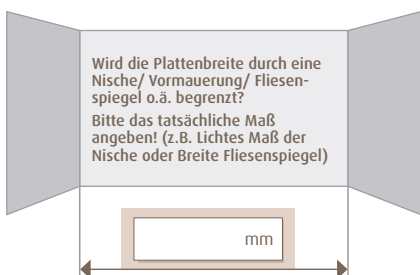 Wird die Plattenbreite durch eine
Nische/ Vormauerung/ Fliesen-
spiegel o.ä. begrenzt?
Bitte das tatsächliche Maß
angeben! (z.B. Lichtes Maß der
Nische oder Breite Fliesenspiegel)
mm